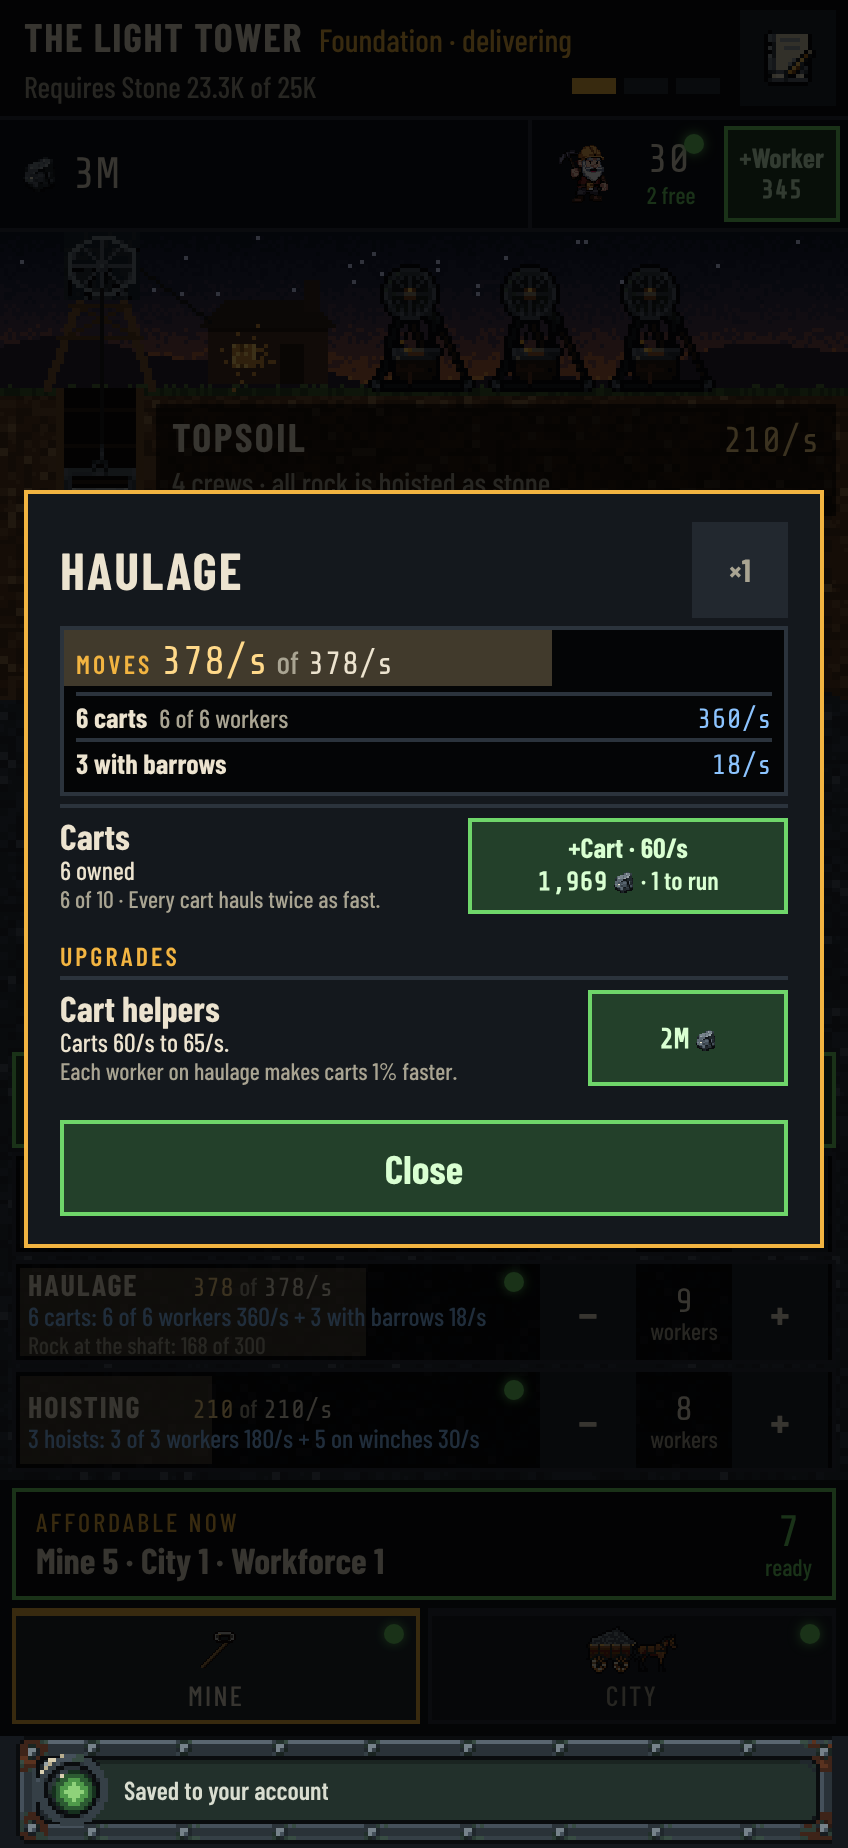 THE LIGHT TOWER Foundation · delivering
Requires Stone 23.3K of 25K
3M
30
2 free
+Worker
345
TOPSOIL 210/s
4 crews · all rock is hoisted as stone
HAULAGE
×1
MOVES 378/s of 378/s
6 carts 6 of 6 workers 360/s
3 with barrows 18/s
Carts
6 owned
6 of 10 · Every cart hauls twice as fast.
+Cart · 60/s
1,969 · 1 to run
UPGRADES
Cart helpers
Carts 60/s to 65/s.
Each worker on haulage makes carts 1% faster.
2M
Close
HAULAGE 378 of 378/s
6 carts: 6 of 6 workers 360/s + 3 with barrows 18/s
Rock at the shaft: 168 of 300
−
9
workers
+
HOISTING 210 of 210/s
3 hoists: 3 of 3 workers 180/s + 5 on winches 30/s
−
8
workers
+
AFFORDABLE NOW
Mine 5 · City 1 · Workforce 1
7
ready
MINE
CITY
Saved to your account